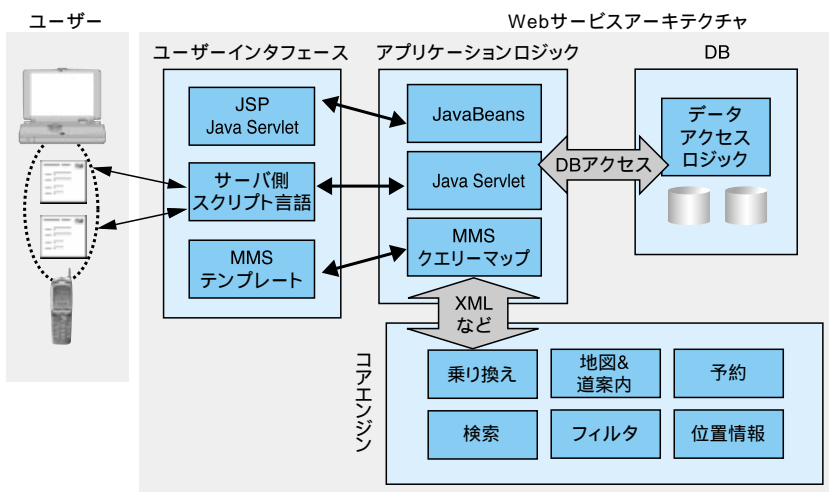 ユーザー
Webサービスアーキテクチャ
ユーザーインタフェース
アプリケーションロジック
DB
JSP
Java Servlet
サーバ側
スクリプト言語
MMS
テンプレート
JavaBeans
Java Servlet
MMS
クエリーマップ
DBアクセス
データ
アクセス
ロジック
XML
など
コアエンジン
乗り換え
地図&
道案内
予約
検索
フィルタ
位置情報